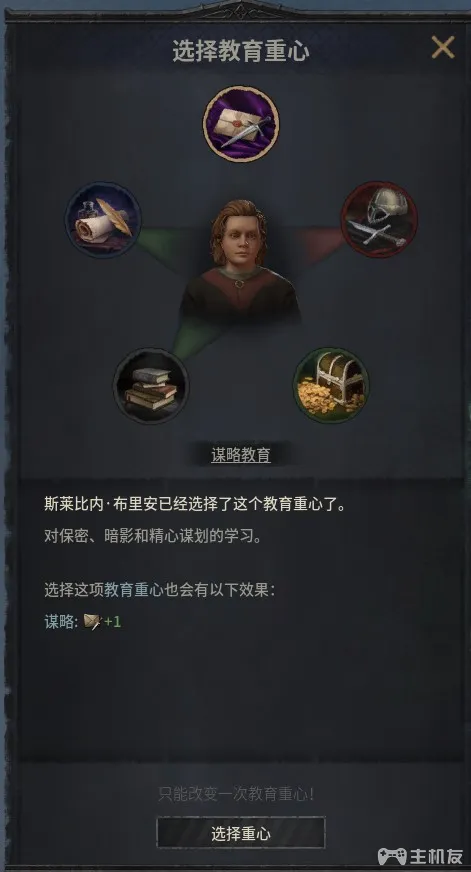 选择教育重心
谋略教育
斯莱比内·布里安已经选择了这个教育重心了。
对保密、暗影和精心谋划的学习。
选择这项教育重心也会有以下效果：
谋略: +1
只能改变一次教育重心！
选择重心
主机友